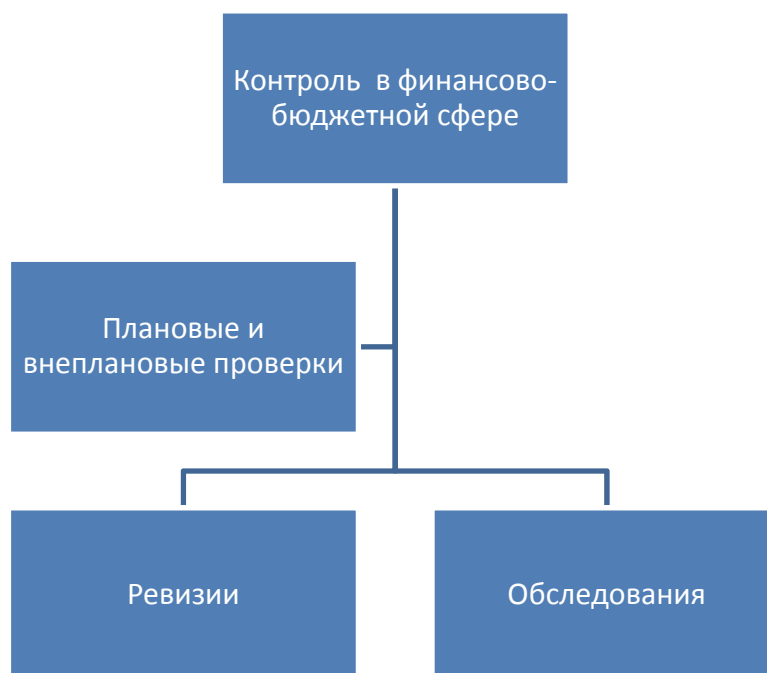 Контроль в финансово-
бюджетной сфере
Плановые и
внеплановые проверки
Ревизии
Обследования